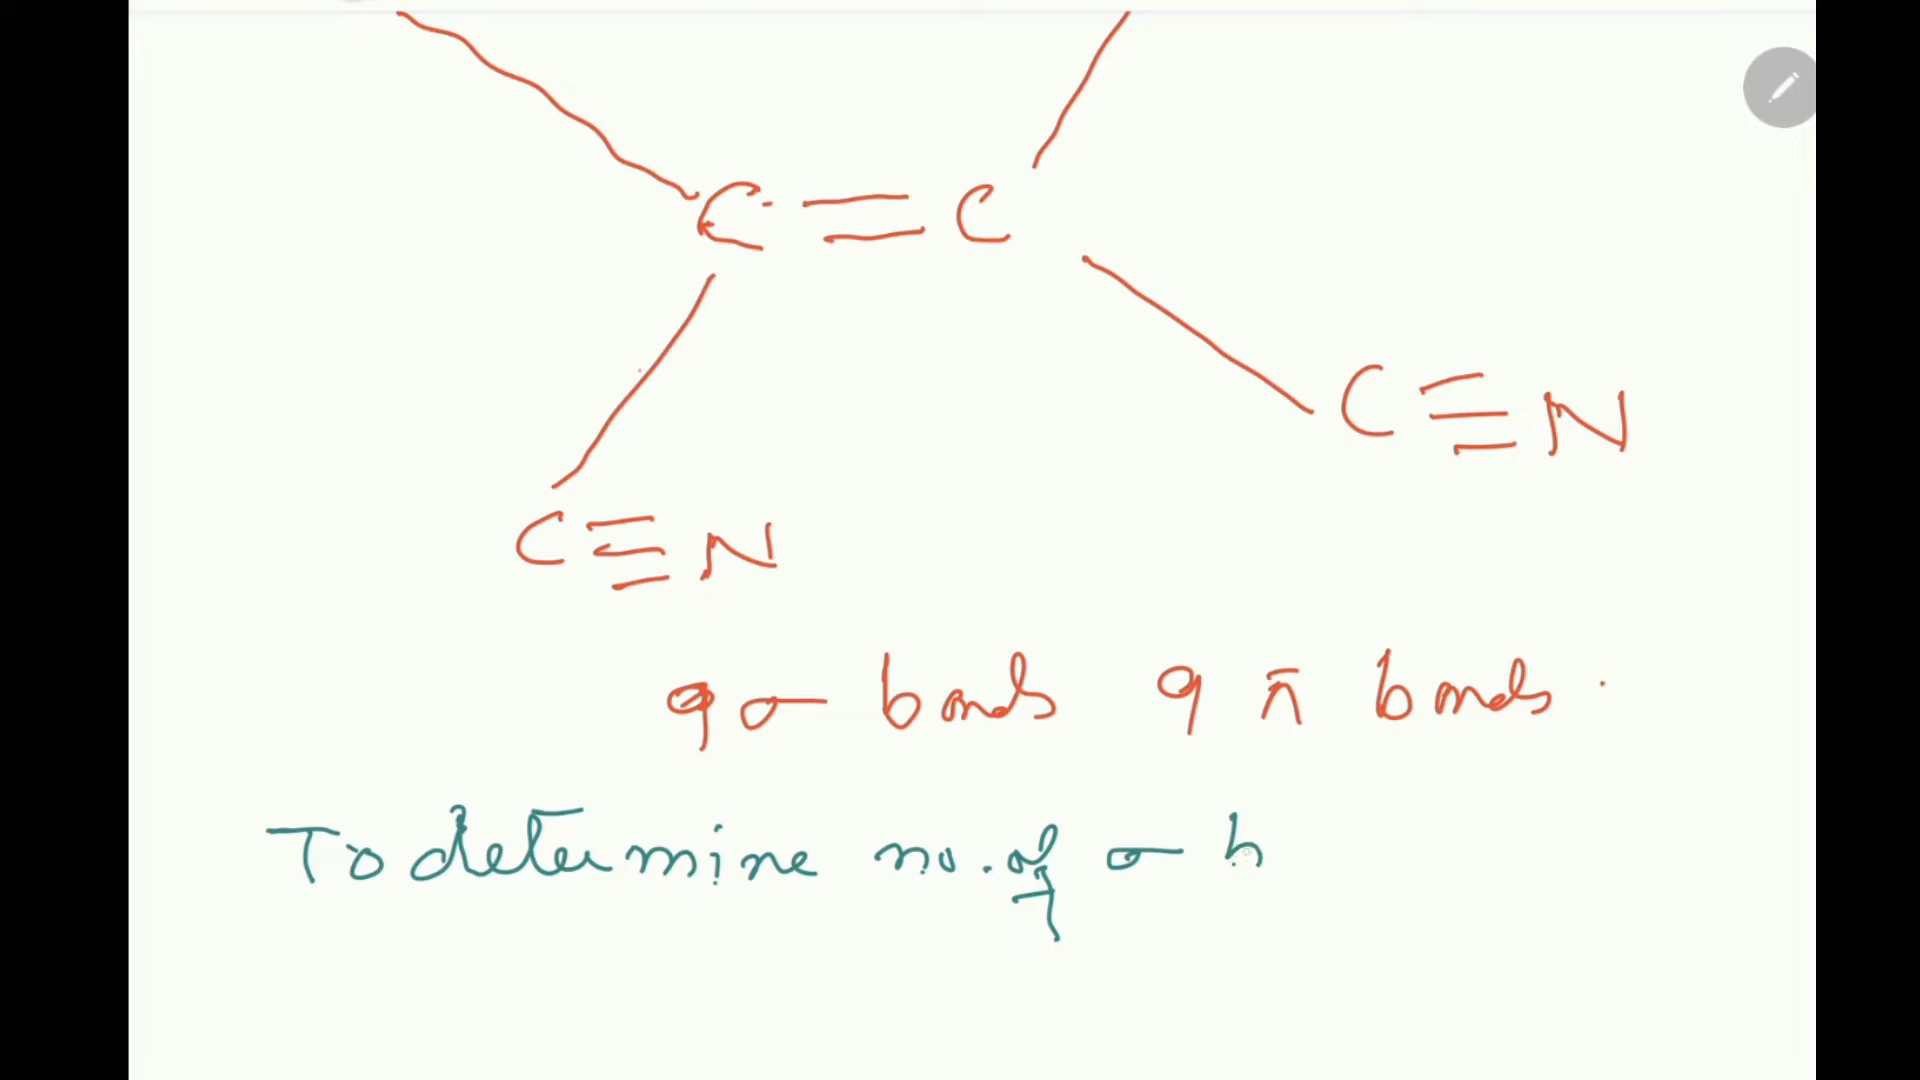 C = C
C ≡ N
C ≡ N
9 σ bonds 9 π bonds .
To determine no. of σ b